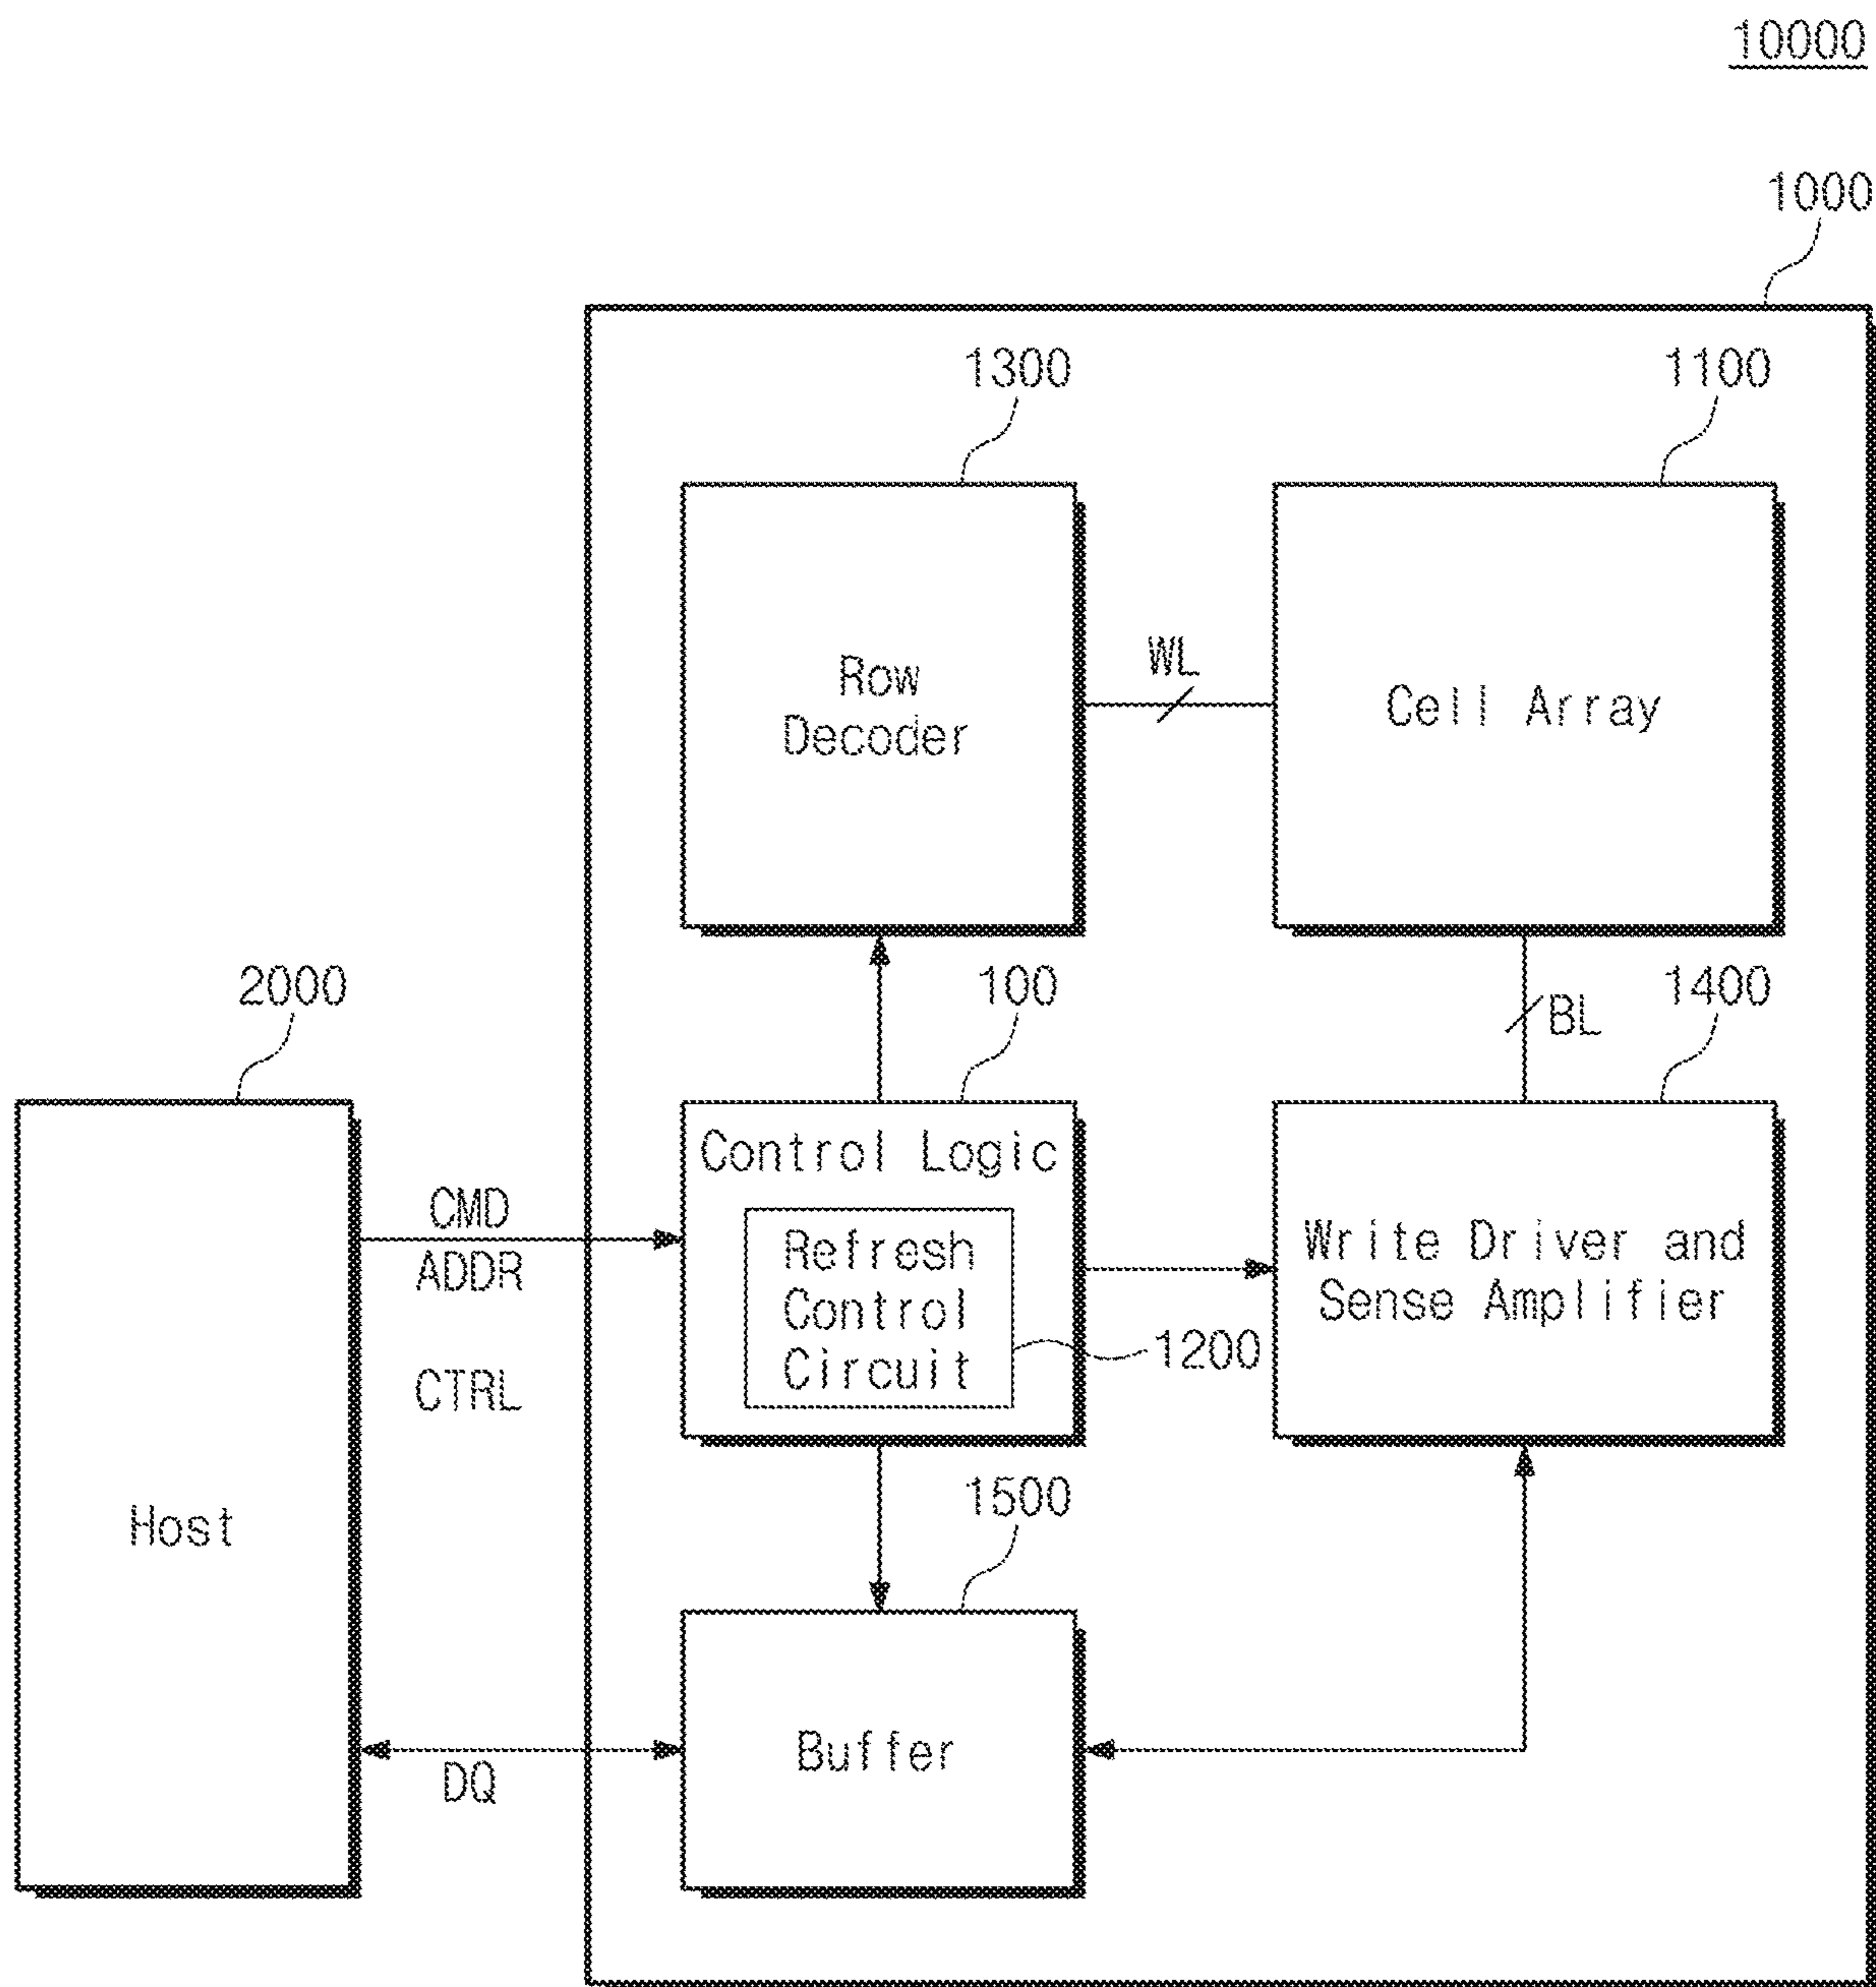 10000
1000
1300
1100
Row
Decoder
WL
Cell Array
2000
100
BL
1400
Control Logic
CMD
ADDR
CTRL
Refresh
Control
Circuit
1200
Write Driver and
Sense Amplifier
Host
1500
Buffer
DQ